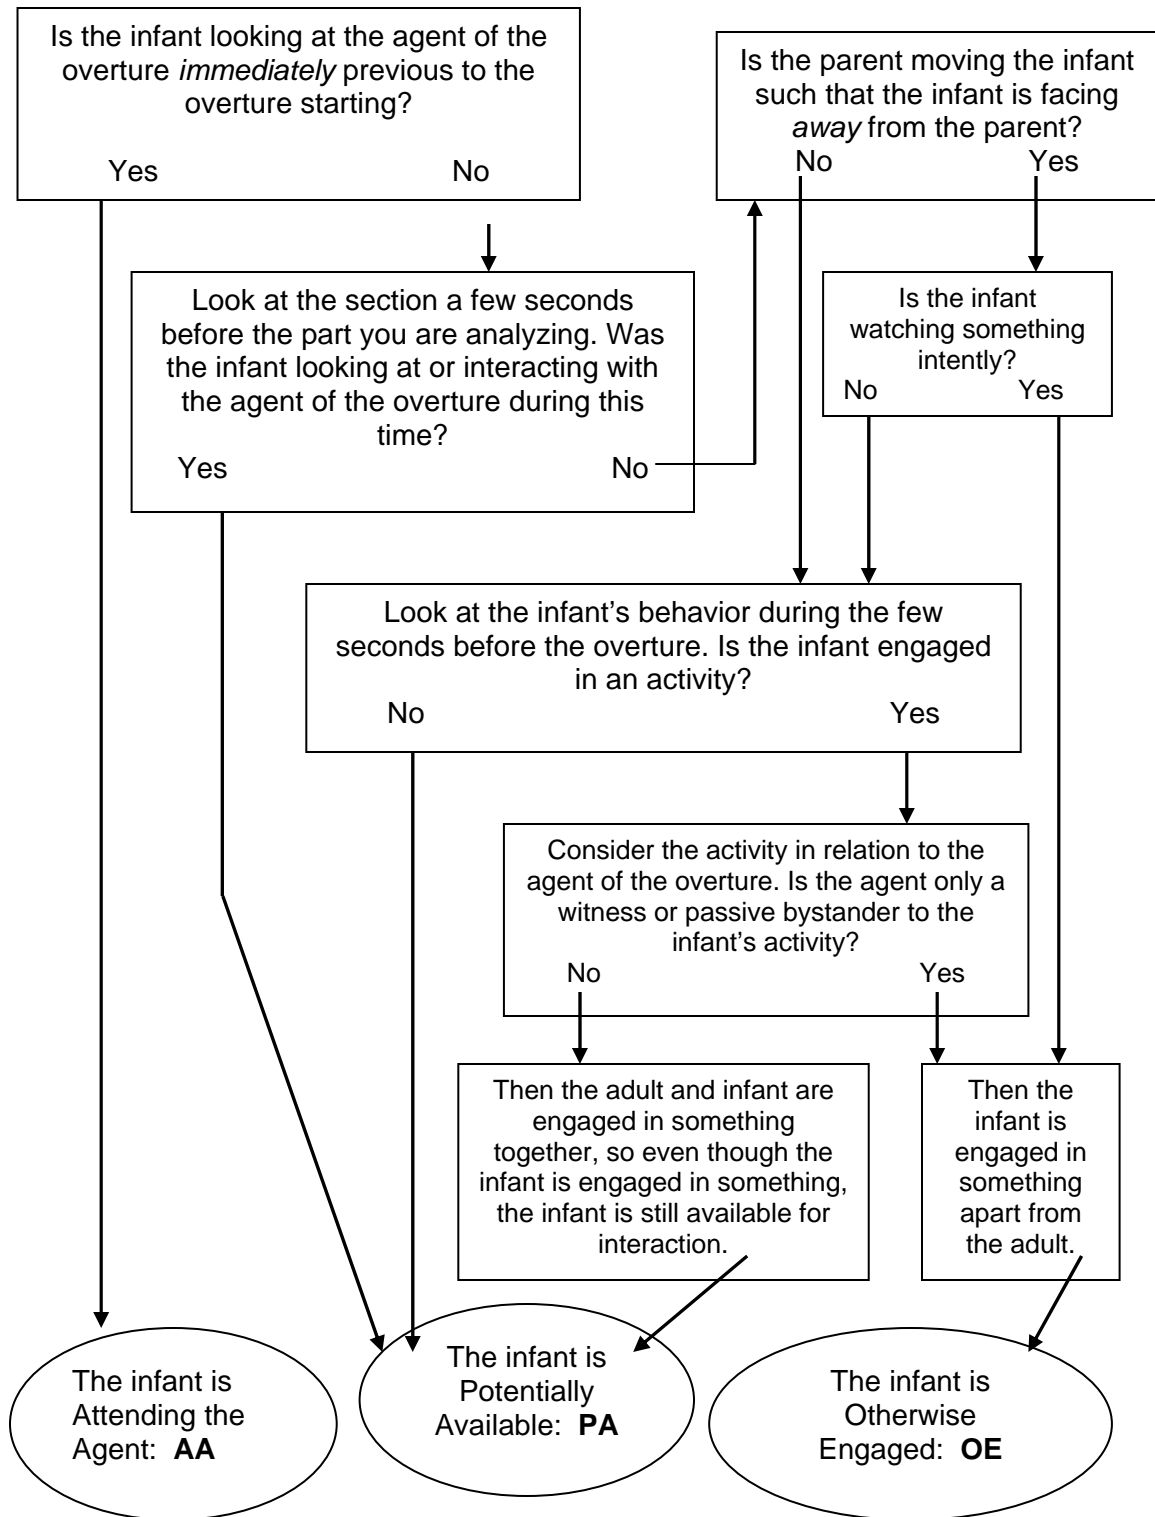 Is the infant looking at the agent of the
overture immediately previous to the
overture starting?
Yes No
Is the parent moving the infant
such that the infant is facing
away from the parent?
No Yes
Look at the section a few seconds
before the part you are analyzing. Was
the infant looking at or interacting with
the agent of the overture during this
time?
Yes No
Is the infant
watching something
intently?
No Yes
Look at the infant’s behavior during the few
seconds before the overture. Is the infant engaged
in an activity?
No Yes
Consider the activity in relation to the
agent of the overture. Is the agent only a
witness or passive bystander to the
infant’s activity?
No Yes
Then the adult and infant are
engaged in something
together, so even though the
infant is engaged in something,
the infant is still available for
interaction.
Then the
infant is
engaged in
something
apart from
the adult.
The infant is
Attending the
Agent: AA
The infant is
Potentially
Available: PA
The infant is
Otherwise
Engaged: OE